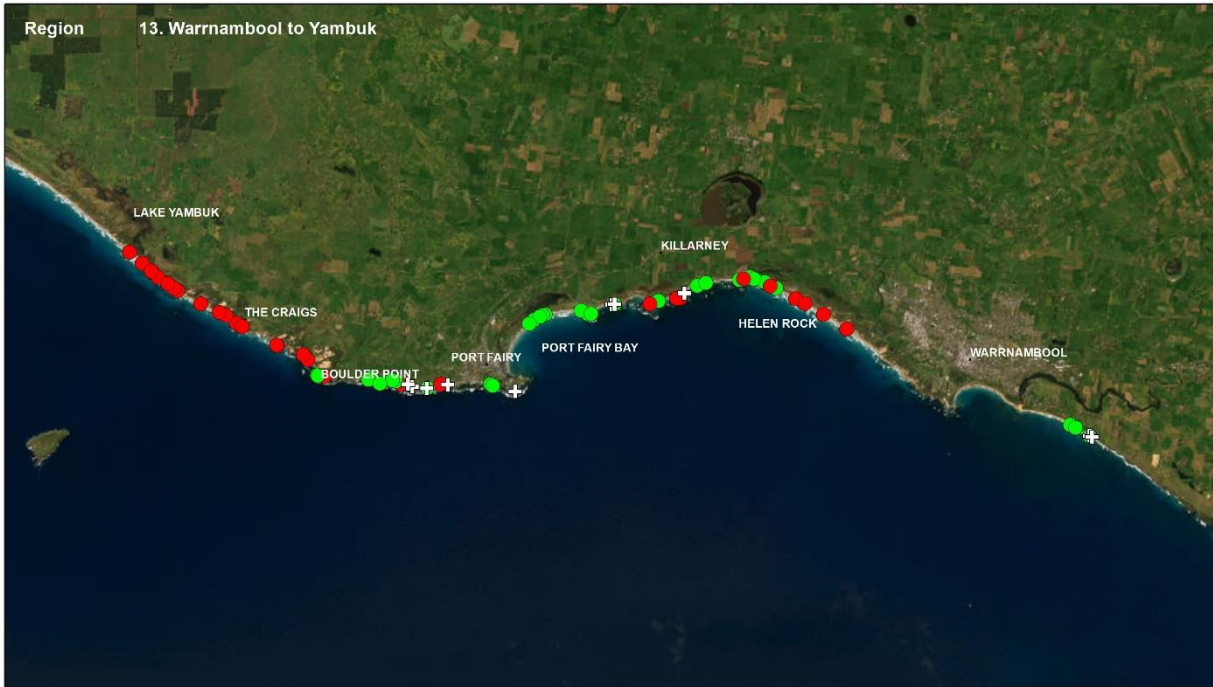 Region 13. Warrnambool to Yambuk
LAKE YAMBUK
KILLARNEY
THE CRAIGS
HELEN ROCK
PORT FAIRY BAY
WARRNAMBOOL
PORT FAIRY
BOULDER POINT